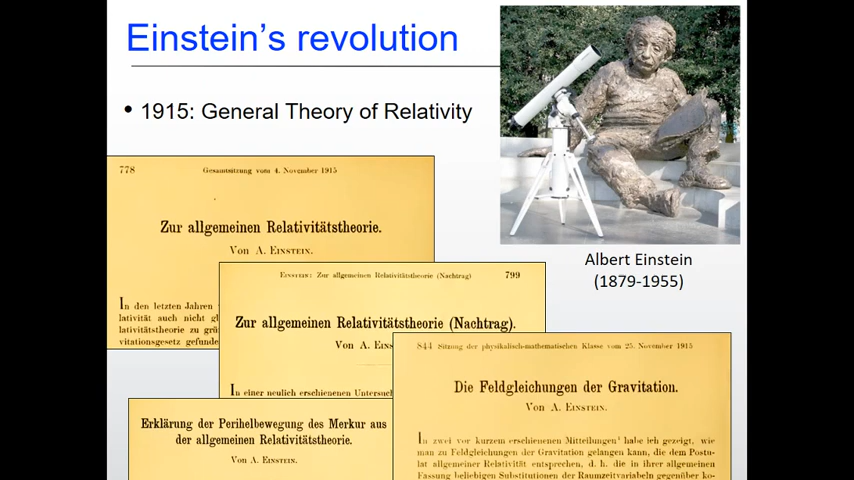 Einstein's revolution
• 1915: General Theory of Relativity
Albert Einstein
(1879-1955)
778 Gesamtsitzung vom 4. November 1915
Zur allgemeinen Relativitätstheorie.
Von A. Einstein.
In den letzten Jahren
lativität auch nicht gl
lativitätstheorie zu grü
vitationsgesetz gefunde
Einstein: Zur allgemeinen Relativitätstheorie (Nachtrag) 799
Zur allgemeinen Relativitätstheorie (Nachtrag).
Von A. Eins
In einer neulich erschienenen Untersuch
Erklärung der Perihelbewegung des Merkur aus
der allgemeinen Relativitätstheorie.
Von A. Einstein.
844 Sitzung der physikalisch-mathematischen Klasse vom 25. November 1915
Die Feldgleichungen der Gravitation.
Von A. Einstein.
In zwei vor kurzem erschienenen Mitteilungen¹ habe ich gezeigt, wie
man zu Feldgleichungen der Gravitation gelangen kann, die dem Postu-
lat allgemeiner Relativität entsprechen, d. h. die in ihrer allgemeinen
Fassung beliebigen Substitutionen der Raumzeitvariabeln gegenüber ko-